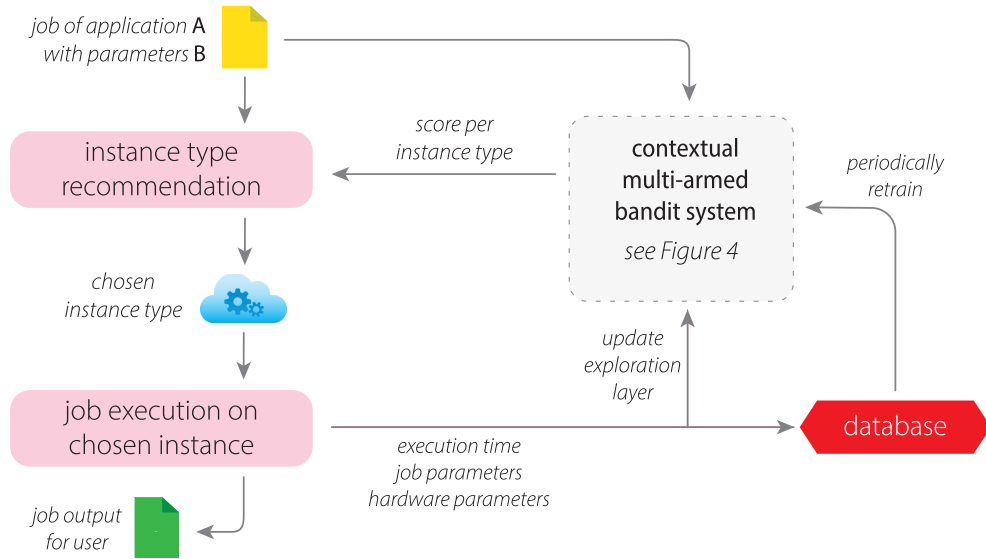 job of application A
with parameters B
instance type
recommendation
score per
instance type
contextual
multi-armed
bandit system
see Figure 4
periodically
retrain
chosen
instance type
update
exploration
layer
job execution on
chosen instance
execution time
job parameters
hardware parameters
database
job output
for user